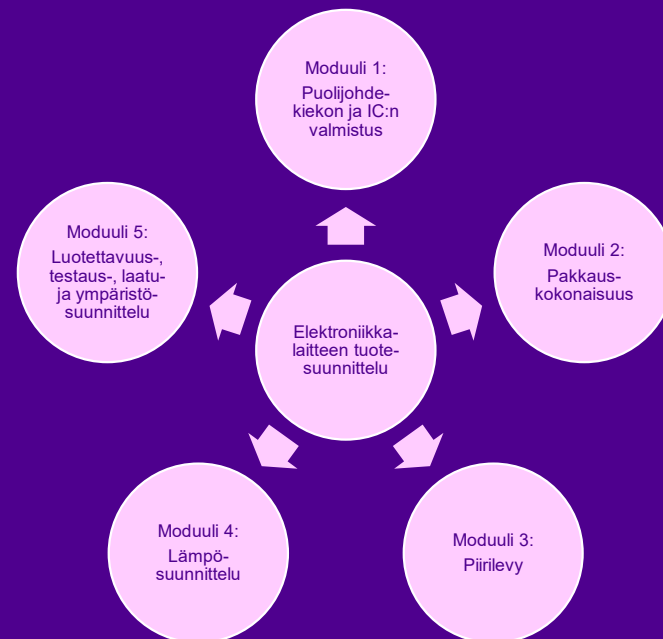 Moduuli 1:
Puolijohde-
kiekon ja IC:n
valmistus
Moduuli 5:
Luotettavuus-,
testaus-, laatu-
ja ympäristö-
suunnittelu
Moduuli 2:
Pakkaus-
kokonaisuus
Elektroniikka-
laitteen tuote-
suunnittelu
Moduuli 4:
Lämpö-
suunnittelu
Moduuli 3:
Piirilevy